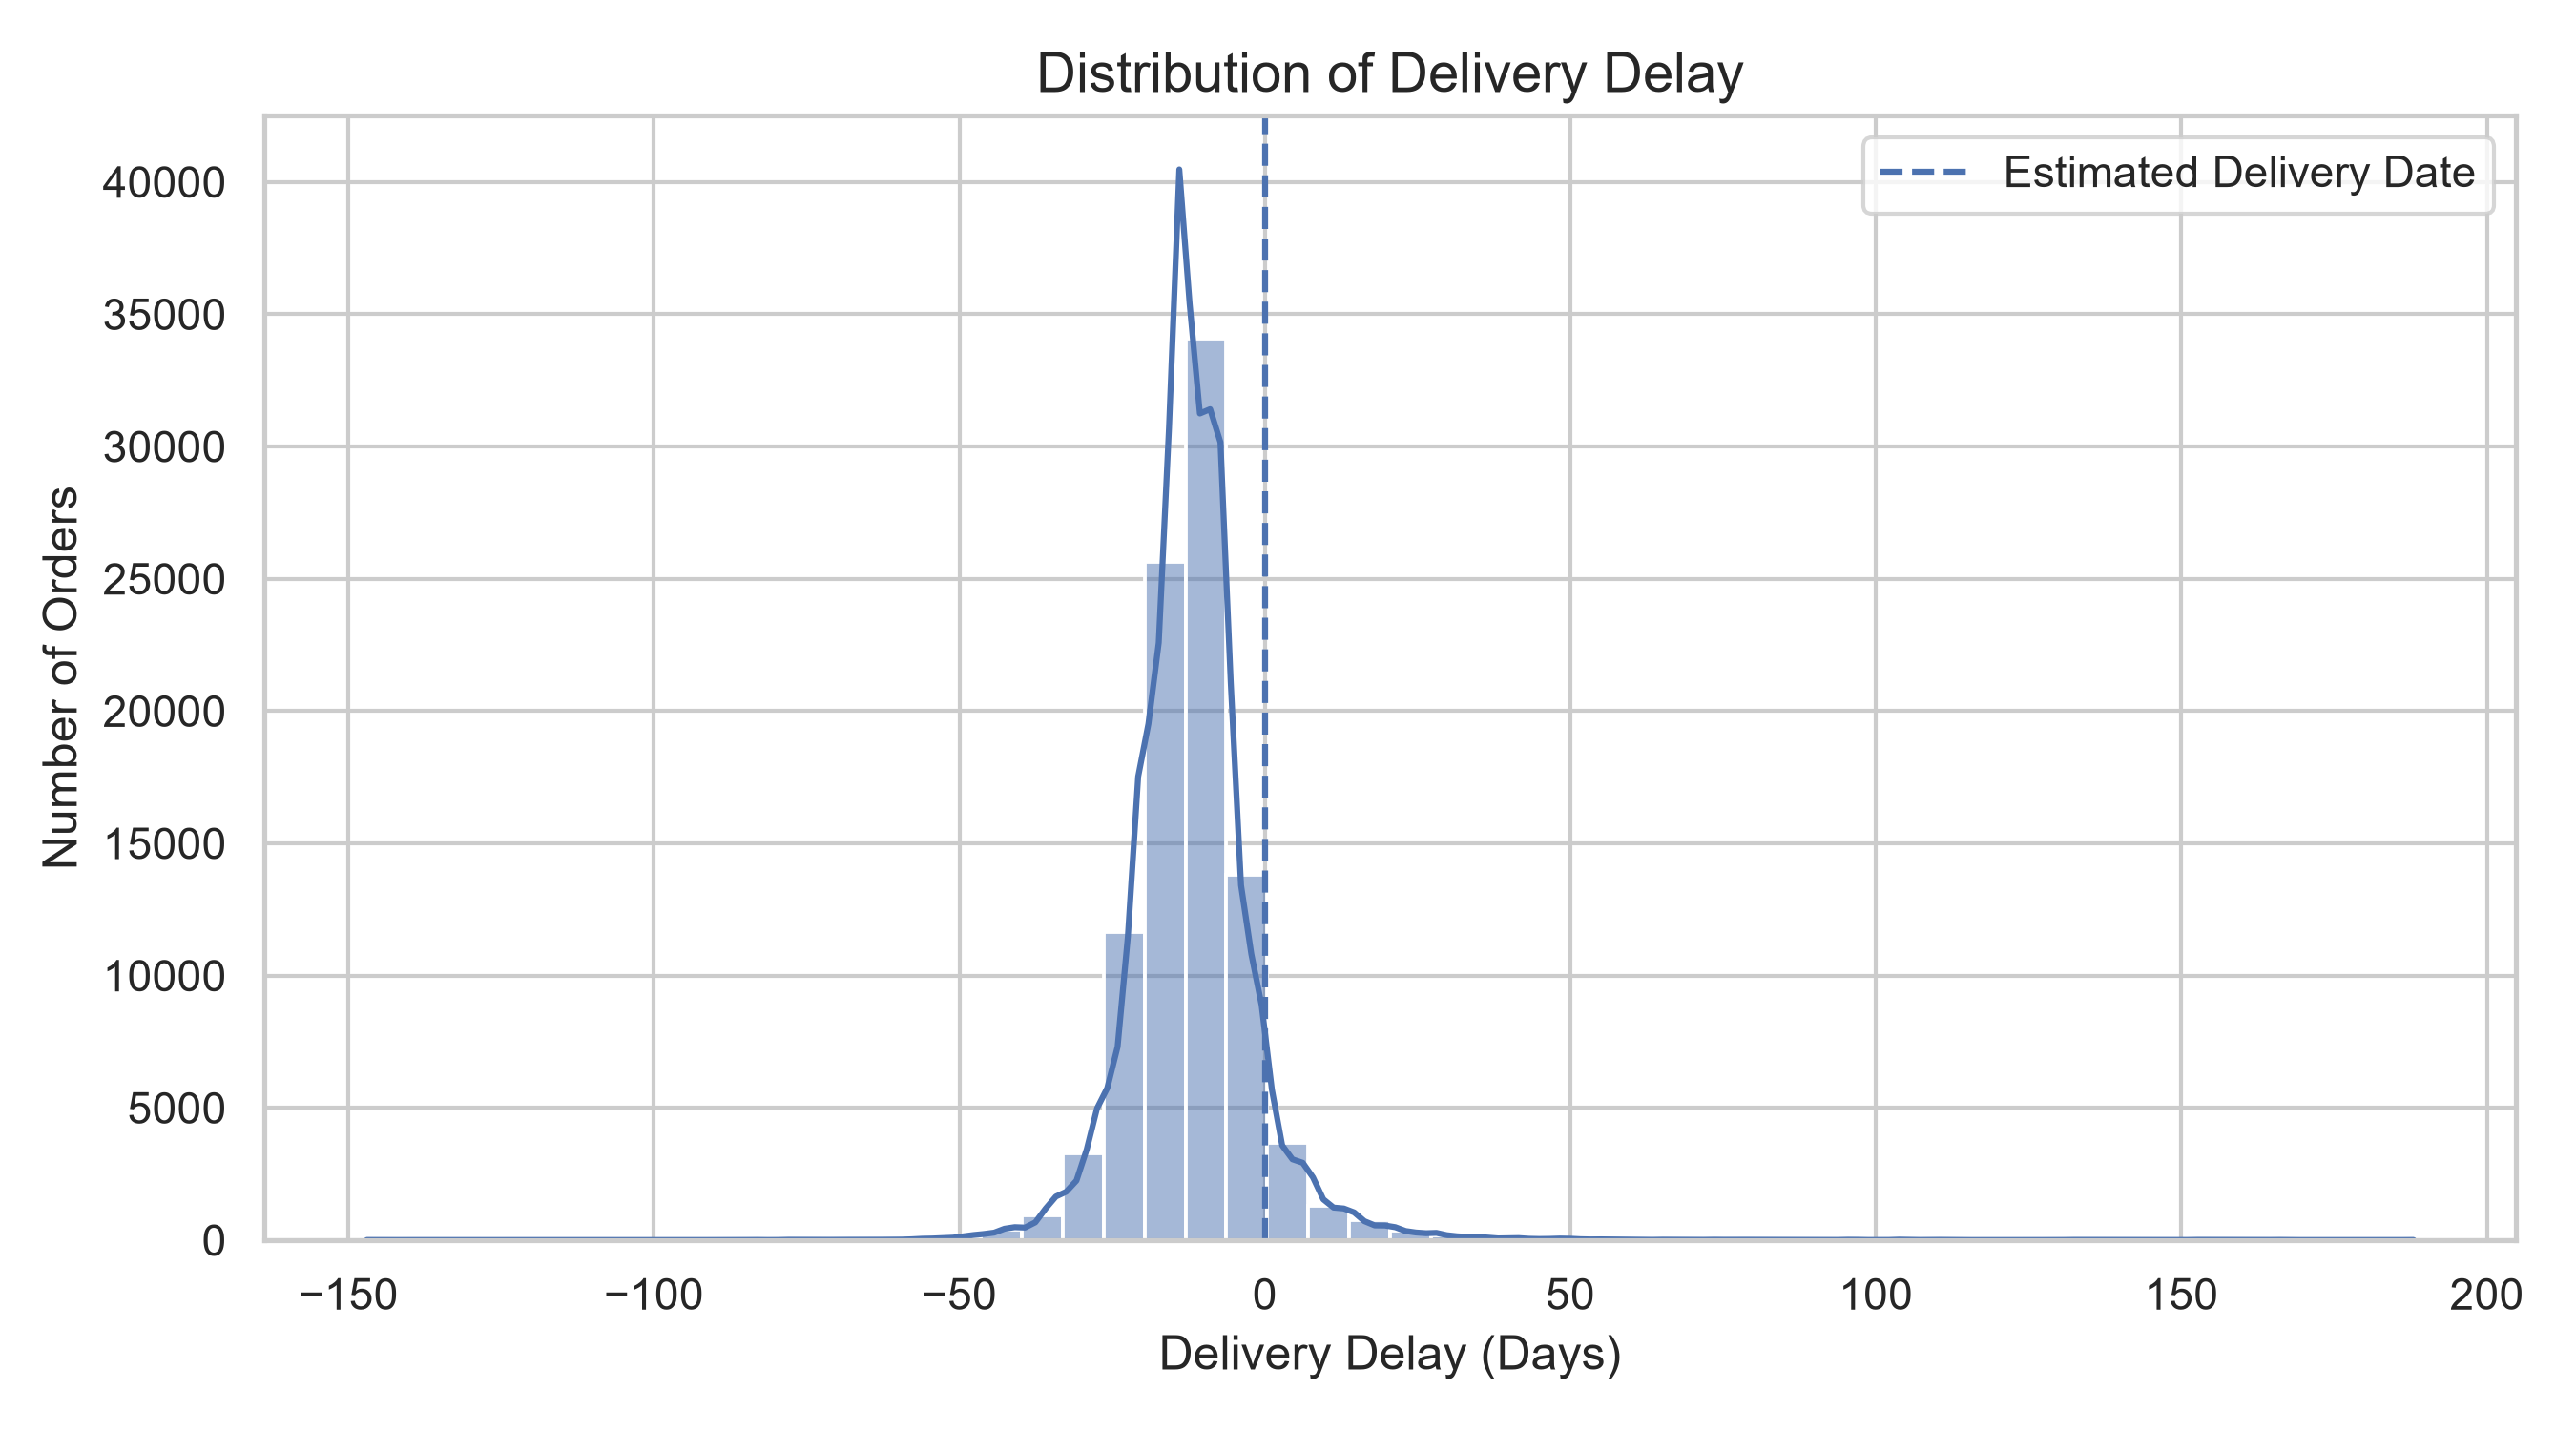 Distribution of Delivery Delay
Estimated Delivery Date
Number of Orders
40000
35000
30000
25000
20000
15000
10000
5000
0
−150 −100 −50 0 50 100 150 200
Delivery Delay (Days)